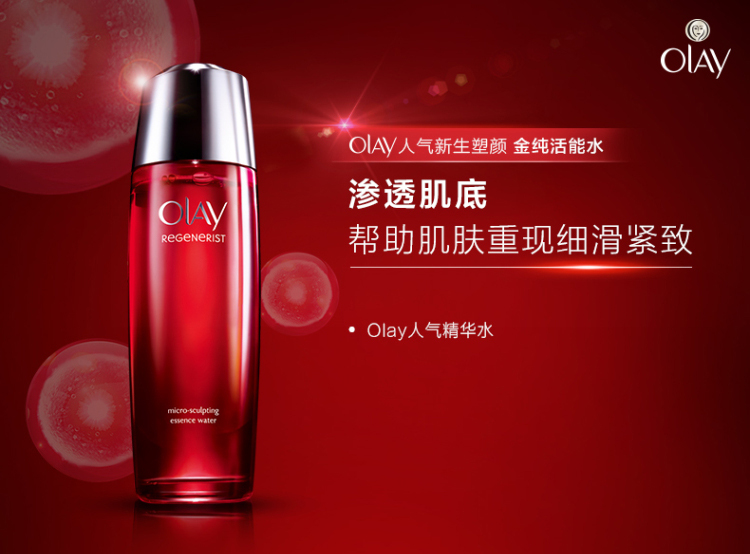 Olay
Olay人气新生塑颜 金纯活能水
渗透肌底
帮助肌肤重现细滑紧致
• Olay人气精华水
Olay
Regenerist
micro-sculpting
essence water